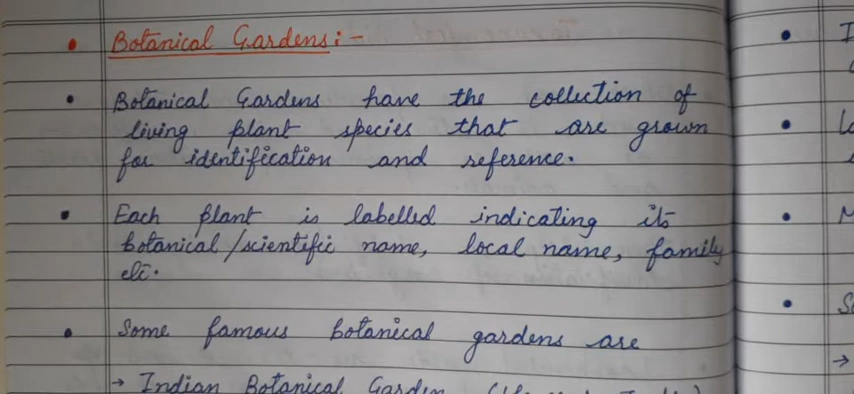 • Botanical Gardens:-
• Botanical Gardens have the collection of
living plant species that are grown
for identification and reference.
• Each plant is labelled indicating its
botanical/scientific name, local name, family
etc.
• Some famous botanical gardens are
→ Indian Botanical Garden